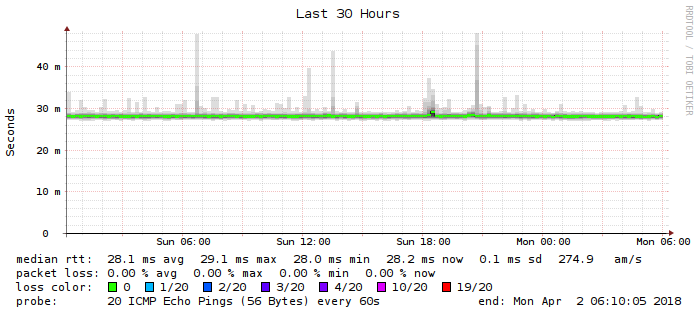 Last 30 Hours
RRDTOOL / TOBI OETIKER
Seconds
40 m
30 m
20 m
10 m
0
Sun 06:00 Sun 12:00 Sun 18:00 Mon 00:00 Mon 06:00
median rtt: 28.1 ms avg 29.1 ms max 28.0 ms min 28.2 ms now 0.1 ms sd 274.9 am/s
packet loss: 0.00 % avg 0.00 % max 0.00 % min 0.00 % now
loss color: 0 1/20 2/20 3/20 4/20 10/20 19/20
probe: 20 ICMP Echo Pings (56 Bytes) every 60s end: Mon Apr 2 06:10:05 2018